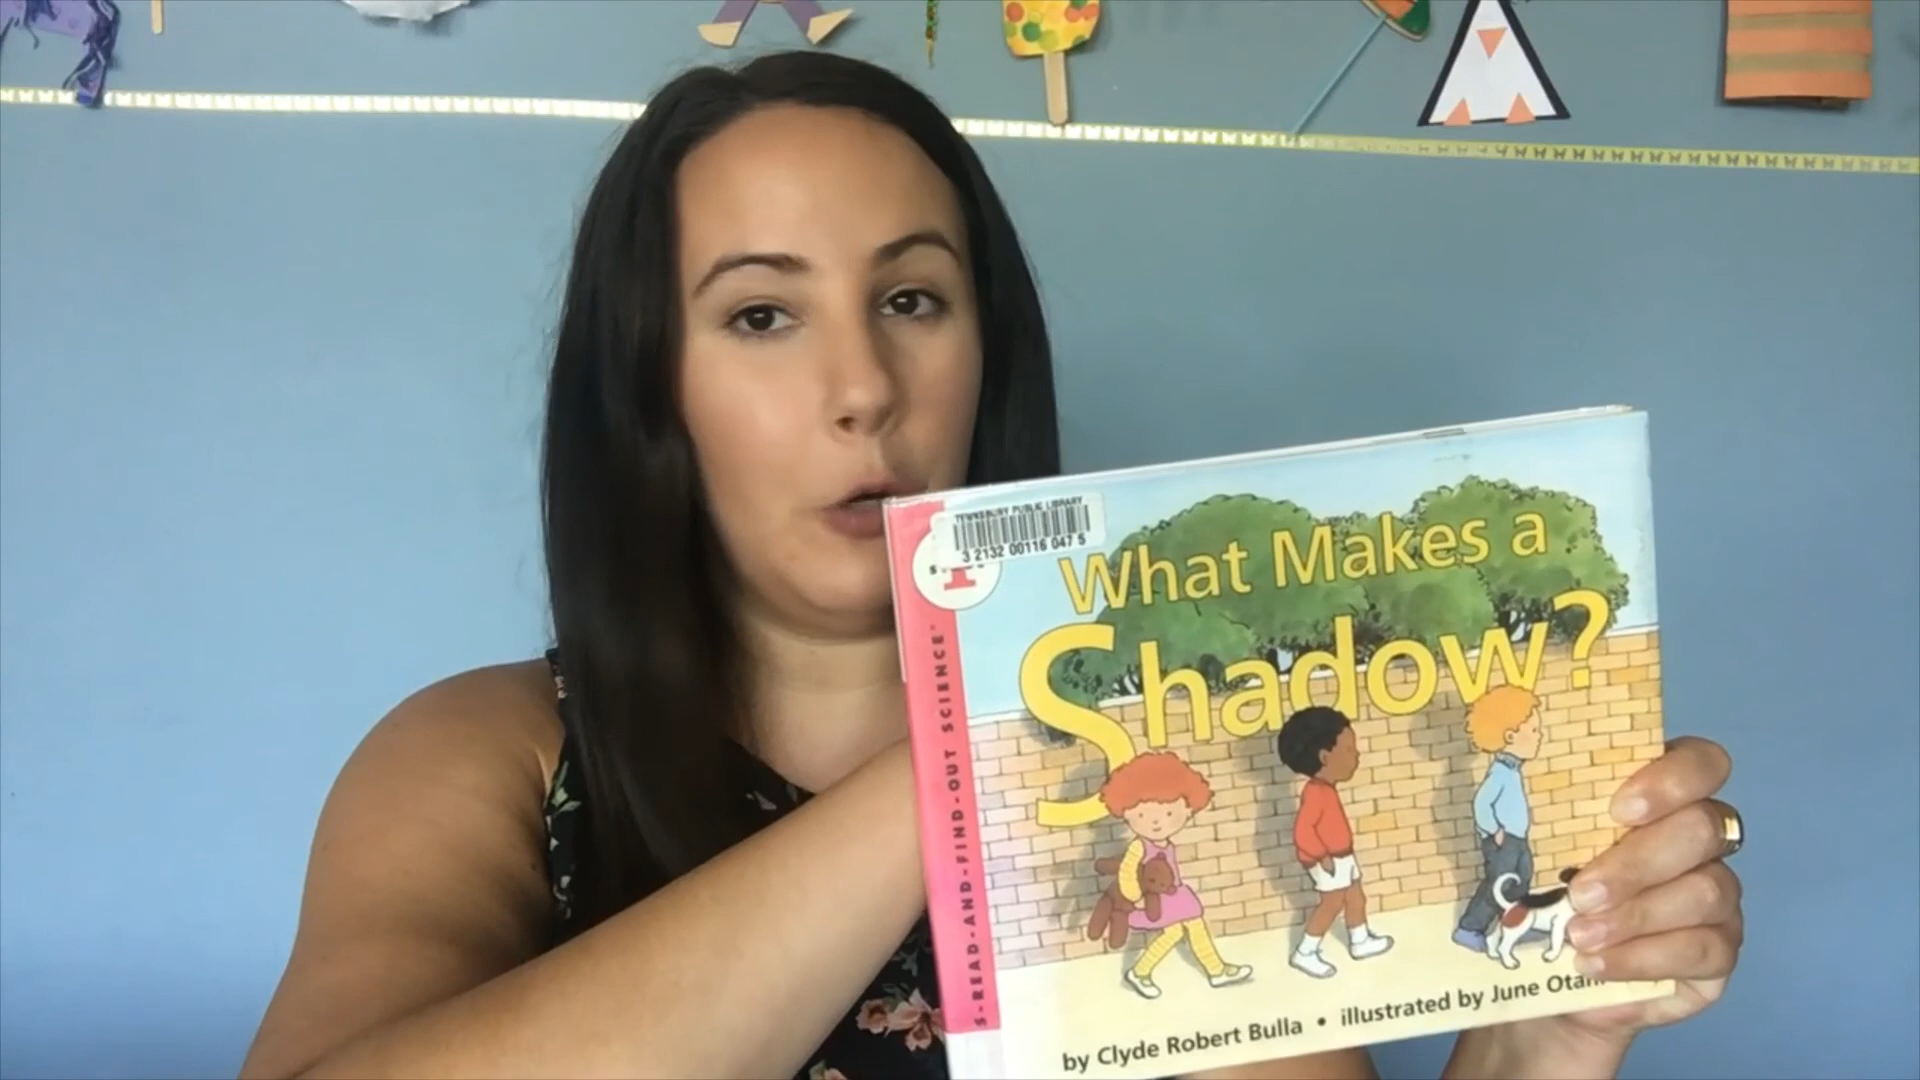 TEWKSBURY PUBLIC LIBRARY
3 2132 00116 047 5
1
What Makes a
Shadow?
S-READ-AND-FIND-OUT SCIENCE
by Clyde Robert Bulla • illustrated by June